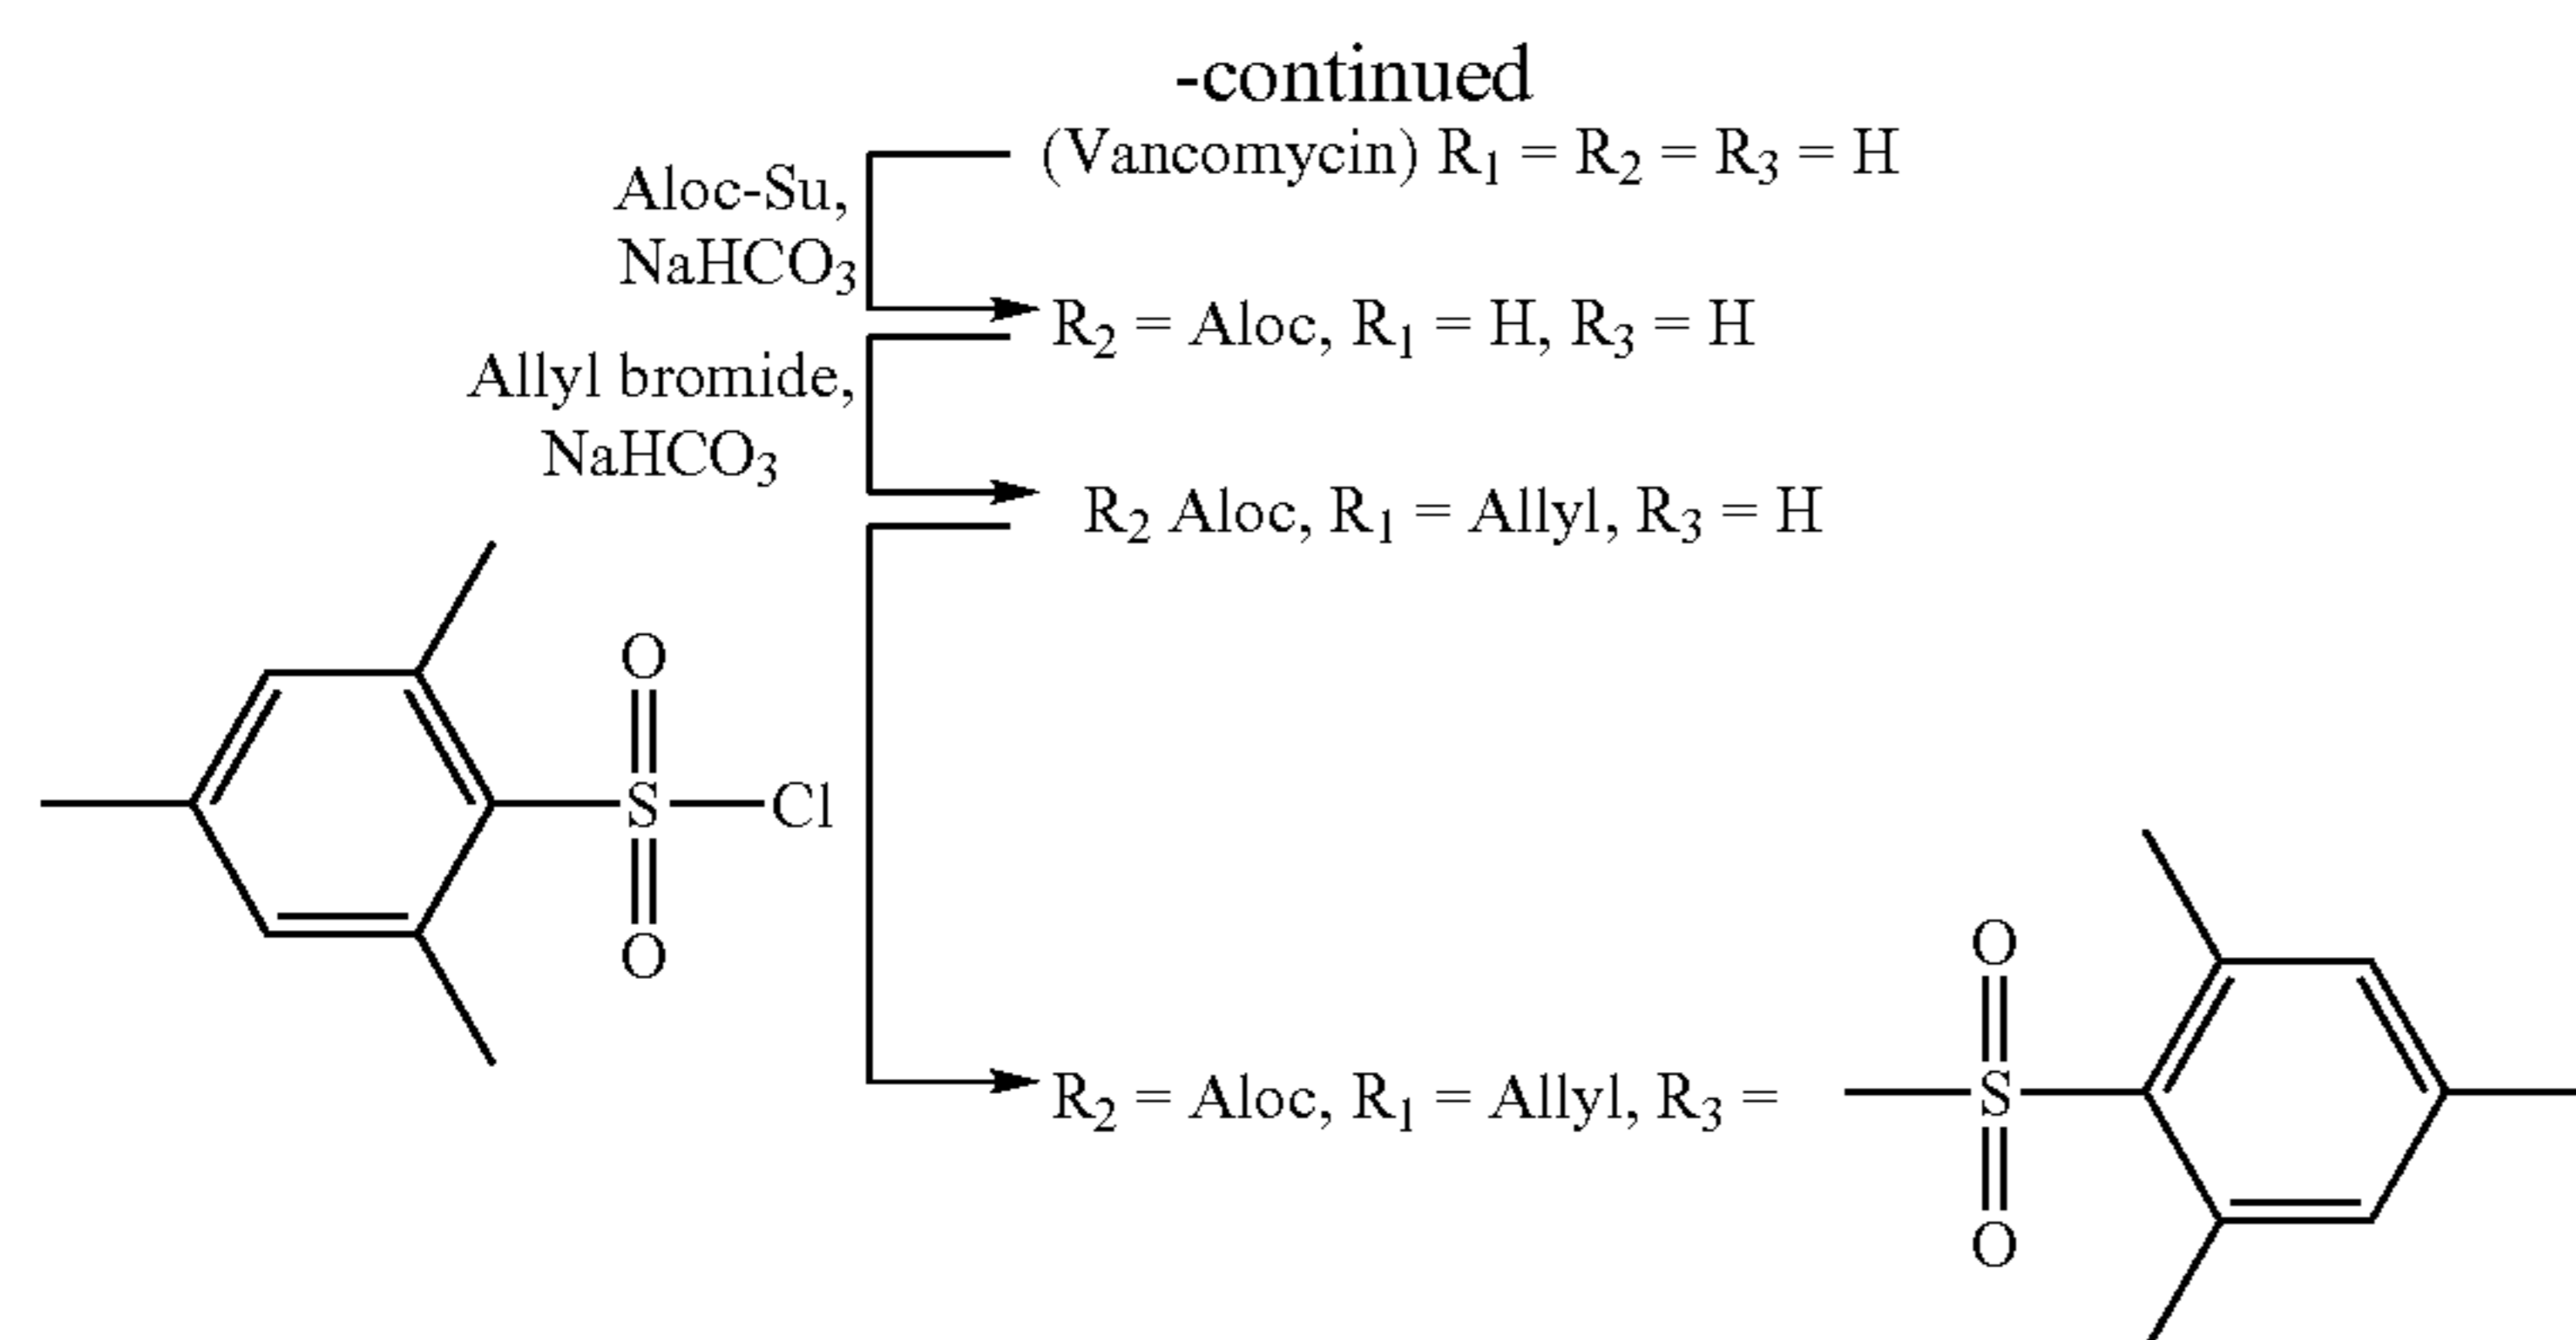 -continued
(Vancomycin) R₁ = R₂ = R₃ = H
Aloc-Su,
NaHCO₃
R₂ = Aloc, R₁ = H, R₃ = H
Allyl bromide,
NaHCO₃
R₂ Aloc, R₁ = Allyl, R₃ = H
O
S Cl
O
R₂ = Aloc, R₁ = Allyl, R₃ =
O
S
O